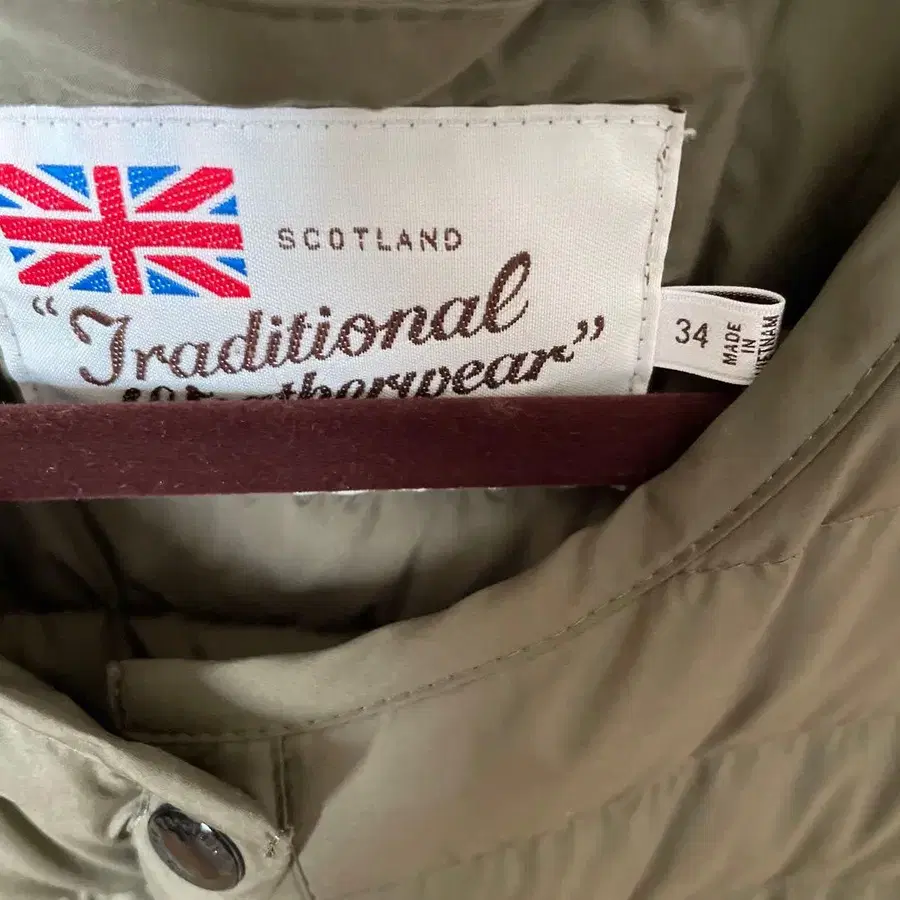 SCOTLAND
“Traditional
Weatherwear”
34
MADE
IN
VIETNAM